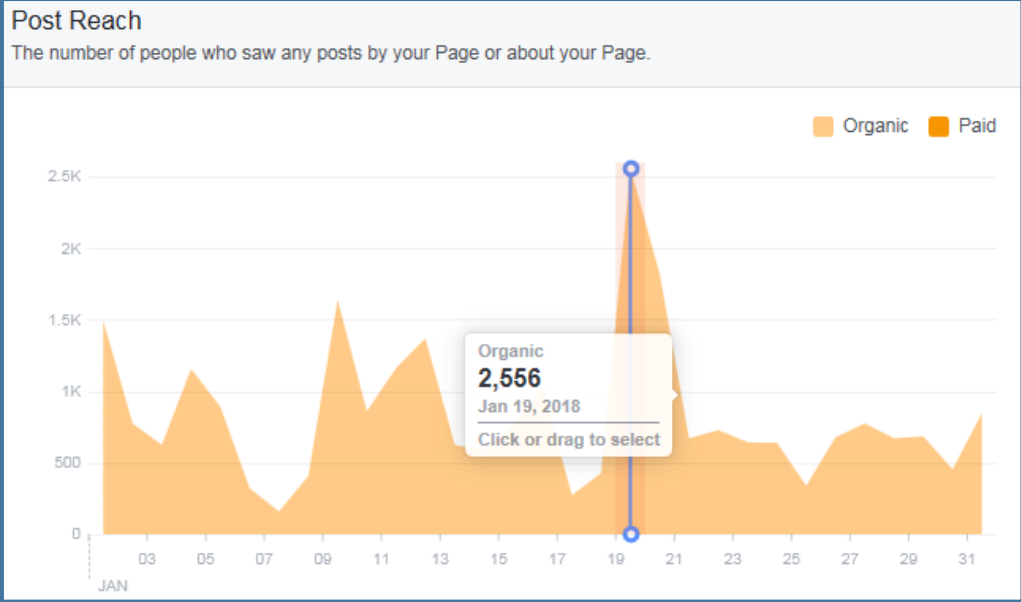 Post Reach
The number of people who saw any posts by your Page or about your Page.
Organic Paid
2.5K
2K
1.5K
1K
500
0
Organic
2,556
Jan 19, 2018
Click or drag to select
03 05 07 09 11 13 15 17 19 21 23 25 27 29 31
JAN